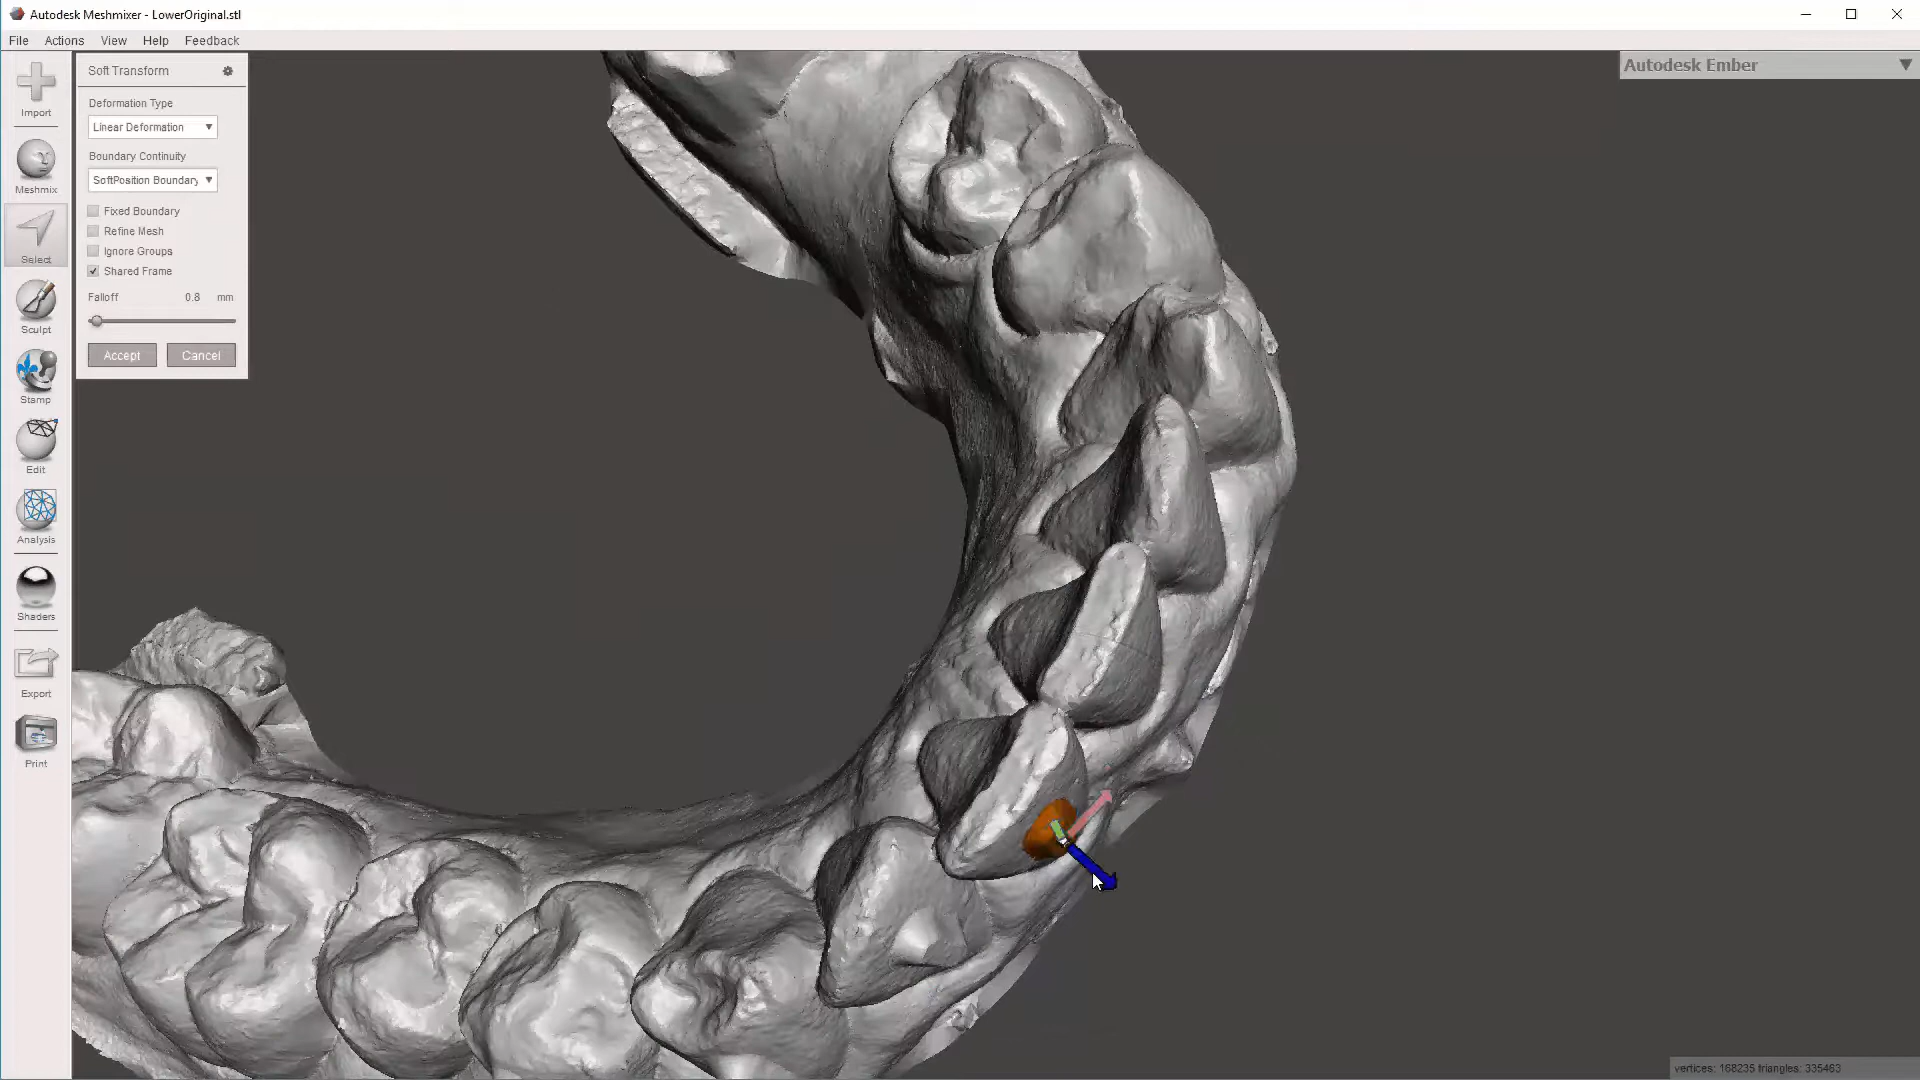 Autodesk Meshmixer - LowerOriginal.stl
File Actions View Help Feedback
Import
Meshmix
Select
Sculpt
Stamp
Edit
Analysis
Shaders
Export
Print
Soft Transform
Deformation Type
Linear Deformation
Boundary Continuity
SoftPosition Boundary
Fixed Boundary
Refine Mesh
Ignore Groups
Shared Frame
Falloff 0.8 mm
Accept Cancel
Autodesk Ember
vertices: 168235 triangles: 335463